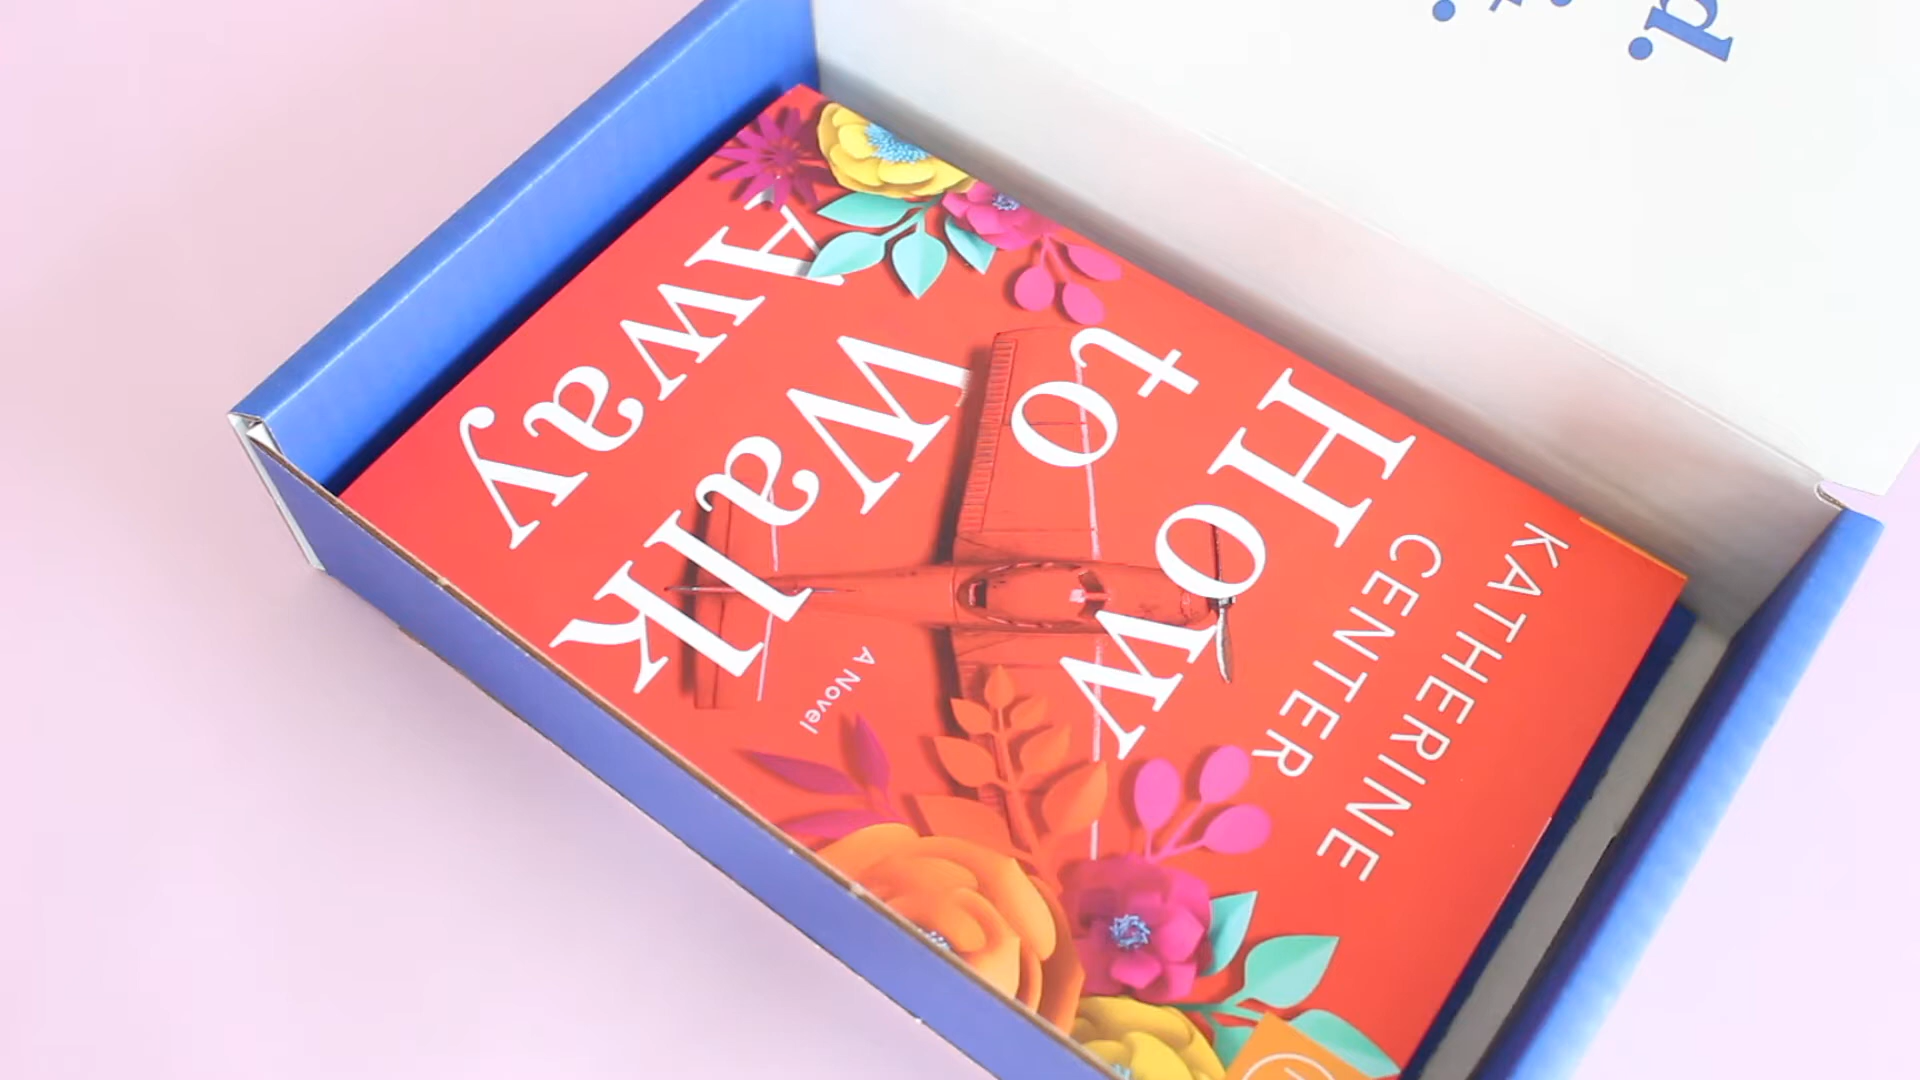 KATHERINE
CENTER
How
to
Walk
Away
A Novel
d.